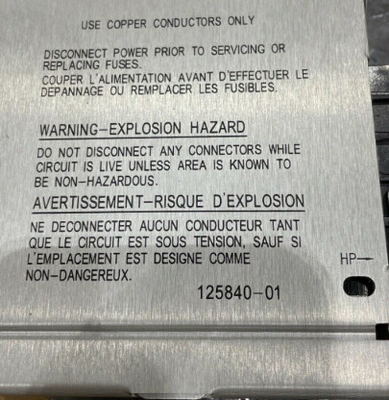 USE COPPER CONDUCTORS ONLY
DISCONNECT POWER PRIOR TO SERVICING OR
REPLACING FUSES.
COUPER L'ALIMENTATION AVANT D'EFFECTUER LE
DEPANNAGE OU REMPLACER LES FUSIBLES.
WARNING-EXPLOSION HAZARD
DO NOT DISCONNECT ANY CONNECTORS WHILE
CIRCUIT IS LIVE UNLESS AREA IS KNOWN TO
BE NON-HAZARDOUS.
AVERTISSEMENT-RISQUE D'EXPLOSION
NE DECONNECTER AUCUN CONDUCTEUR TANT
QUE LE CIRCUIT EST SOUS TENSION, SAUF SI
L'EMPLACEMENT EST DESIGNE COMME
NON-DANGEREUX.
HP→
125840-01